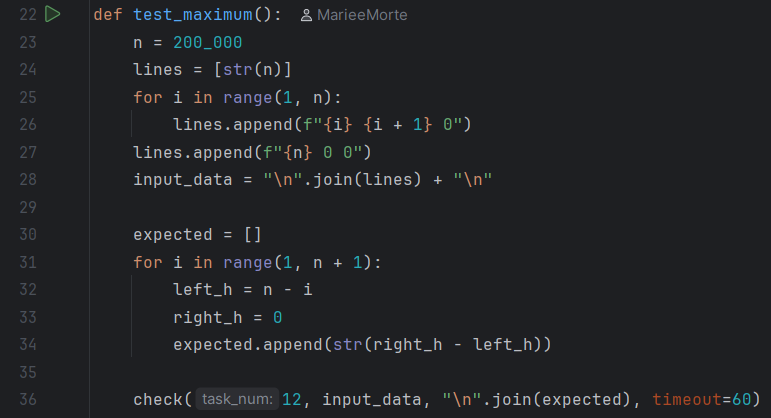 22 def test_maximum(): MarieeMorte
23 n = 200_000
24 lines = [str(n)]
25 for i in range(1, n):
26 lines.append(f"{i} {i + 1} 0")
27 lines.append(f"{n} 0 0")
28 input_data = "\n".join(lines) + "\n"
29
30 expected = []
31 for i in range(1, n + 1):
32 left_h = n - i
33 right_h = 0
34 expected.append(str(right_h - left_h))
35
36 check( task_num: 12, input_data, "\n".join(expected), timeout=60)